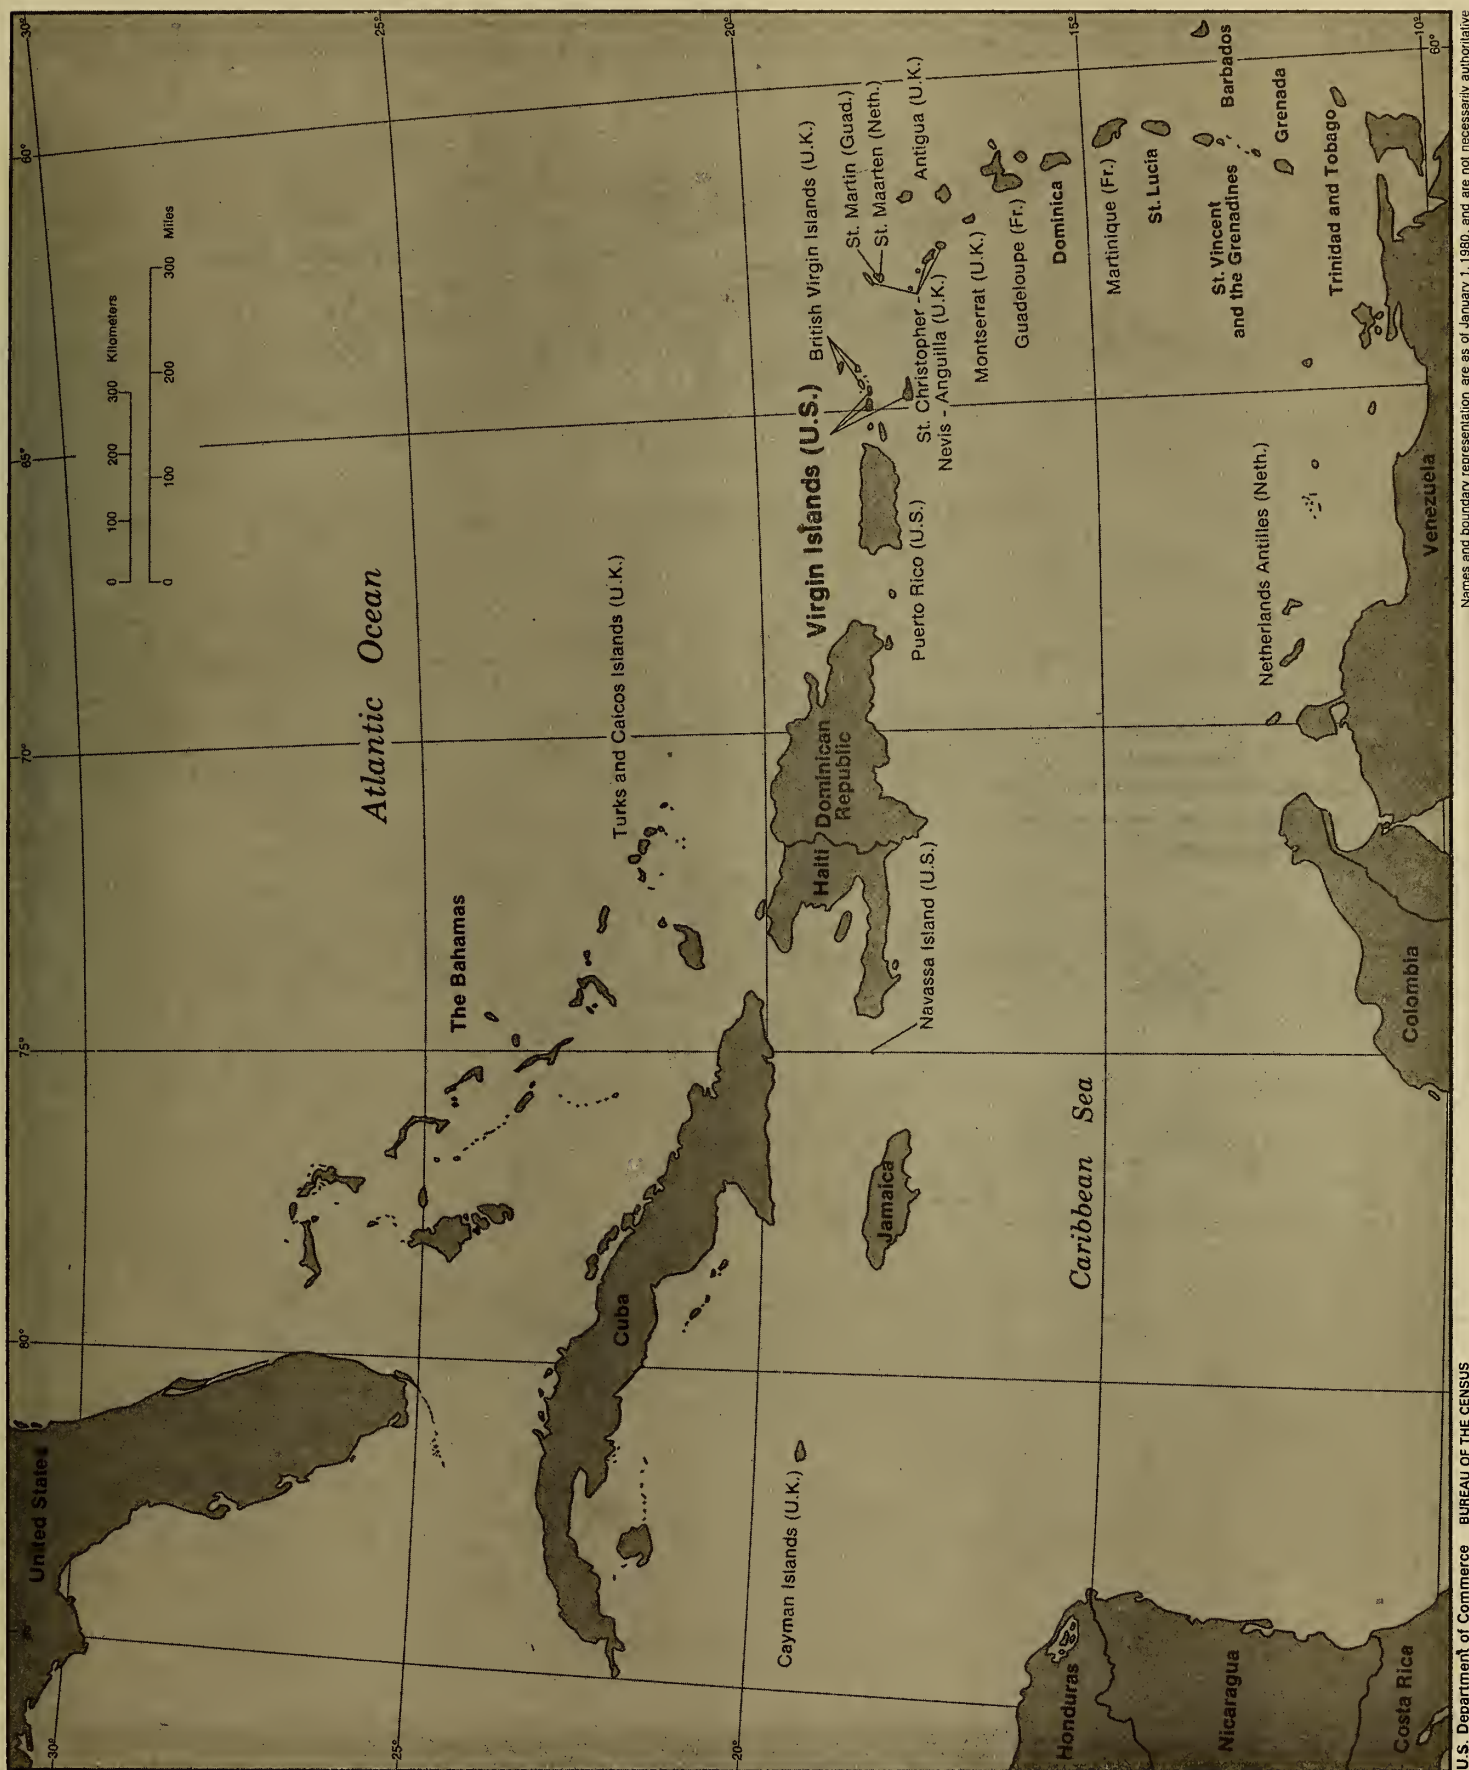 30°
25°
20°
15°
10°
60°
60°
65°
70°
75°
80°
30°
25°
20°
0 100 200 300 Kilometers
0 100 200 300 Miles
Atlantic Ocean
United States
The Bahamas
Turks and Caicos Islands (U.K.)
Cuba
Cayman Islands (U.K.)
Jamaica
Haiti
Dominican
Republic
Navassa Island (U.S.)
Puerto Rico (U.S.)
Virgin Islands (U.S.)
British Virgin Islands (U.K.)
St. Martin (Guad.)
St. Maarten (Neth.)
Antigua (U.K.)
St. Christopher -
Nevis - Anguilla (U.K.)
Montserrat (U.K.)
Guadeloupe (Fr.)
Dominica
Martinique (Fr.)
St. Lucia
St. Vincent
and the Grenadines
Barbados
Grenada
Trinidad and Tobago
Netherlands Antilles (Neth.)
Caribbean Sea
Honduras
Nicaragua
Costa Rica
Colombia
Venezuela
U.S. Department of Commerce BUREAU OF THE CENSUS
Names and boundary representation are as of January 1, 1980, and are not necessarily authoritative